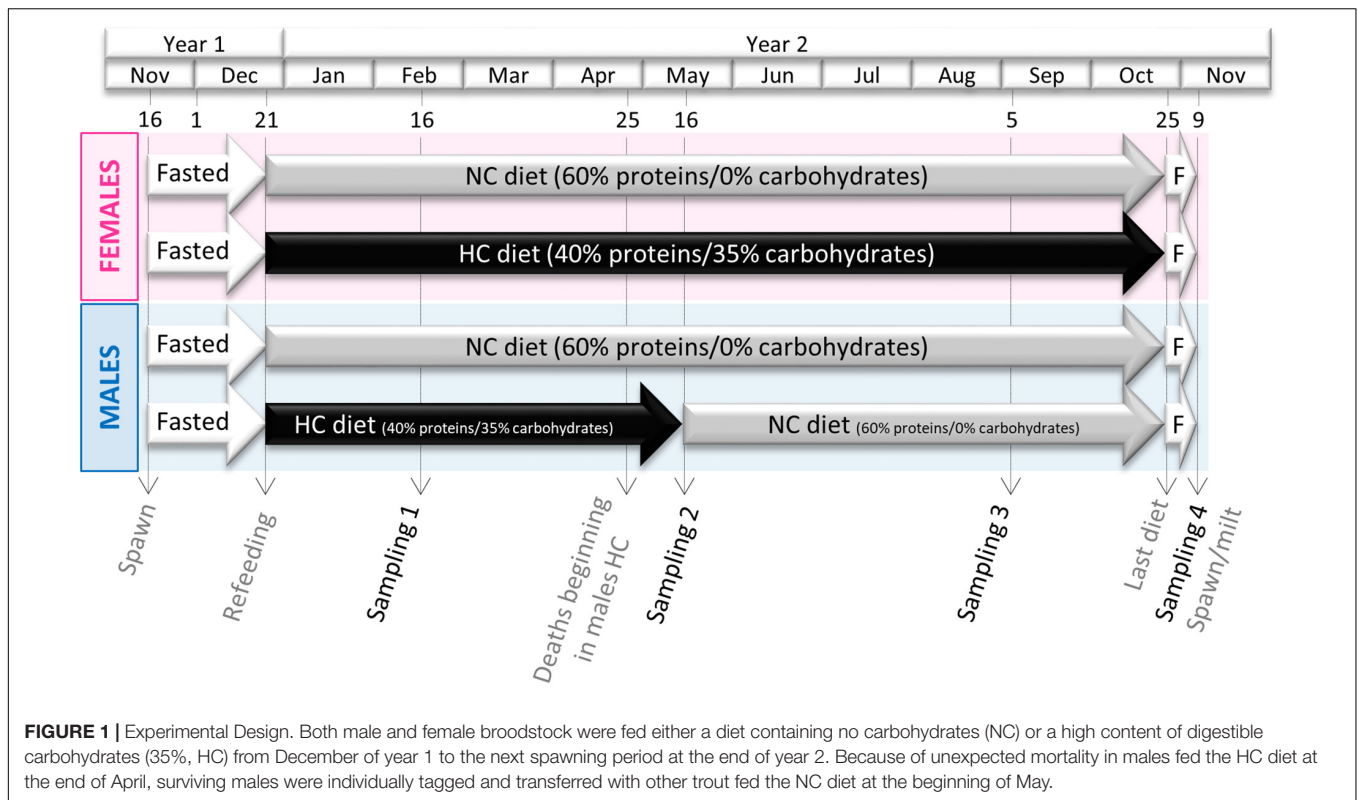 Year 1 Year 2
Nov Dec Jan Feb Mar Apr May Jun Jul Aug Sep Oct Nov
16 1 21 16 25 16 5 25 9
FEMALES
Fasted NC diet (60% proteins/0% carbohydrates) F
Fasted HC diet (40% proteins/35% carbohydrates) F
MALES
Fasted NC diet (60% proteins/0% carbohydrates) F
Fasted HC diet (40% proteins/35% carbohydrates) NC diet (60% proteins/0% carbohydrates) F
Spawn
Refeeding
Sampling 1
Deaths beginning
in males HC
Sampling 2
Sampling 3
Last diet
Sampling 4
Spawn/milt
FIGURE 1 | Experimental Design. Both male and female broodstock were fed either a diet containing no carbohydrates (NC) or a high content of digestible
carbohydrates (35%, HC) from December of year 1 to the next spawning period at the end of year 2. Because of unexpected mortality in males fed the HC diet at
the end of April, surviving males were individually tagged and transferred with other trout fed the NC diet at the beginning of May.